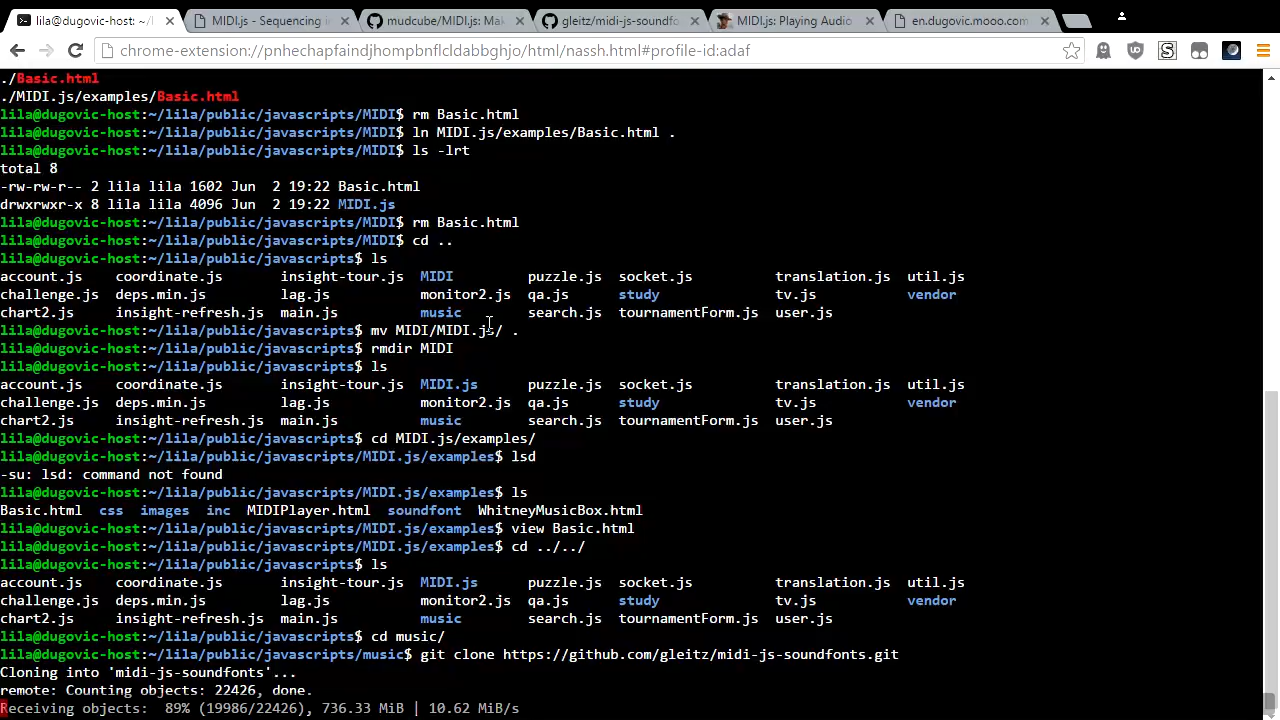 lila@dugovic-host: ~/l
MIDI.js - Sequencing in
mudcube/MIDI.js: Mak
gleitz/midi-js-soundfo
MIDI.js: Playing Audio
en.dugovic.mooo.com
chrome-extension://pnhechapfaindjhompbnflcldabbghjo/html/nassh.html#profile-id:adaf
./Basic.html
./MIDI.js/examples/Basic.html
lila@dugovic-host:~/lila/public/javascripts/MIDI$ rm Basic.html
lila@dugovic-host:~/lila/public/javascripts/MIDI$ ln MIDI.js/examples/Basic.html .
lila@dugovic-host:~/lila/public/javascripts/MIDI$ ls -lrt
total 8
-rw-rw-r-- 2 lila lila 1602 Jun  2 19:22 Basic.html
drwxrwxr-x 8 lila lila 4096 Jun  2 19:22 MIDI.js
lila@dugovic-host:~/lila/public/javascripts/MIDI$ rm Basic.html
lila@dugovic-host:~/lila/public/javascripts/MIDI$ cd ..
lila@dugovic-host:~/lila/public/javascripts$ ls
account.js    coordinate.js       insight-tour.js  MIDI         puzzle.js  socket.js          translation.js  util.js
challenge.js  deps.min.js         lag.js           monitor2.js  qa.js      study              tv.js           vendor
chart2.js     insight-refresh.js  main.js          music        search.js  tournamentForm.js  user.js
lila@dugovic-host:~/lila/public/javascripts$ mv MIDI/MIDI.js/ .
lila@dugovic-host:~/lila/public/javascripts$ rmdir MIDI
lila@dugovic-host:~/lila/public/javascripts$ ls
account.js    coordinate.js       insight-tour.js  MIDI.js      puzzle.js  socket.js          translation.js  util.js
challenge.js  deps.min.js         lag.js           monitor2.js  qa.js      study              tv.js           vendor
chart2.js     insight-refresh.js  main.js          music        search.js  tournamentForm.js  user.js
lila@dugovic-host:~/lila/public/javascripts$ cd MIDI.js/examples/
lila@dugovic-host:~/lila/public/javascripts/MIDI.js/examples$ lsd
-su: lsd: command not found
lila@dugovic-host:~/lila/public/javascripts/MIDI.js/examples$ ls
Basic.html  css  images  inc  MIDIPlayer.html  soundfont  WhitneyMusicBox.html
lila@dugovic-host:~/lila/public/javascripts/MIDI.js/examples$ view Basic.html
lila@dugovic-host:~/lila/public/javascripts/MIDI.js/examples$ cd ../../
lila@dugovic-host:~/lila/public/javascripts$ ls
account.js    coordinate.js       insight-tour.js  MIDI.js      puzzle.js  socket.js          translation.js  util.js
challenge.js  deps.min.js         lag.js           monitor2.js  qa.js      study              tv.js           vendor
chart2.js     insight-refresh.js  main.js          music        search.js  tournamentForm.js  user.js
lila@dugovic-host:~/lila/public/javascripts$ cd music/
lila@dugovic-host:~/lila/public/javascripts/music$ git clone https://github.com/gleitz/midi-js-soundfonts.git
Cloning into 'midi-js-soundfonts'...
remote: Counting objects: 22426, done.
Receiving objects:  89% (19986/22426), 736.33 MiB | 10.62 MiB/s